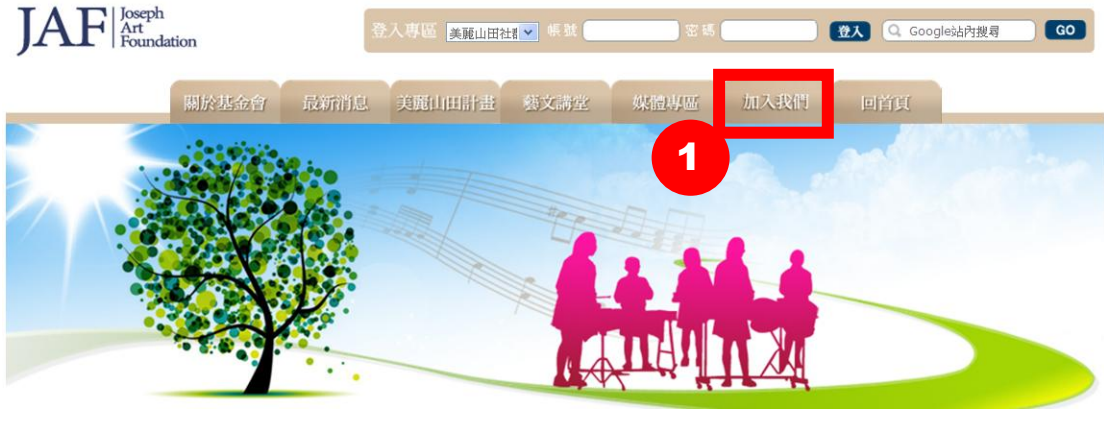 JAF Joseph
Art
Foundation
登入專區 美麗山田社群 帳號 密碼 登入 Google站內搜尋 GO
關於基金會 最新消息 美麗山田計畫 藝文講堂 媒體專區 加入我們 回首頁
1